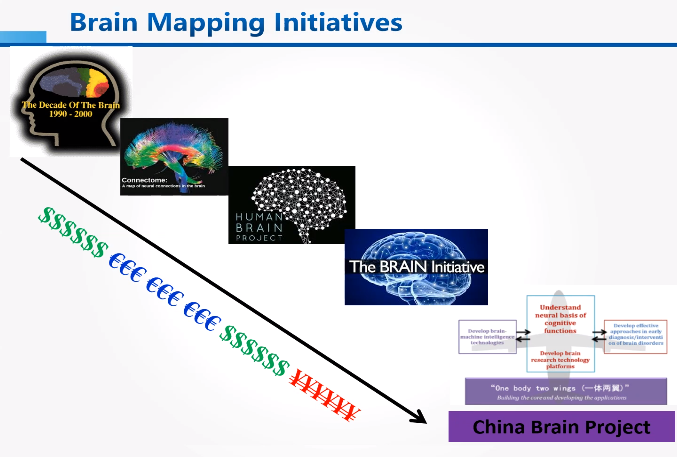 Brain Mapping Initiatives
The Decade Of The Brain
1990 - 2000
Connectome:
A map of neural connections in the brain
HUMAN
BRAIN
PROJECT
The BRAIN Initiative
$$$$$$ €€€ €€€ €€€ $$$$$$ ¥¥¥¥¥¥
Understand
neural basis of
cognitive
functions
Develop brain-
machine intelligence
technologies
Develop effective
approaches in early
diagnosis/interventi
on of brain disorders
Develop brain
research technology
platforms
"One body two wings (一体两翼)"
Building the core and developing the applications
China Brain Project